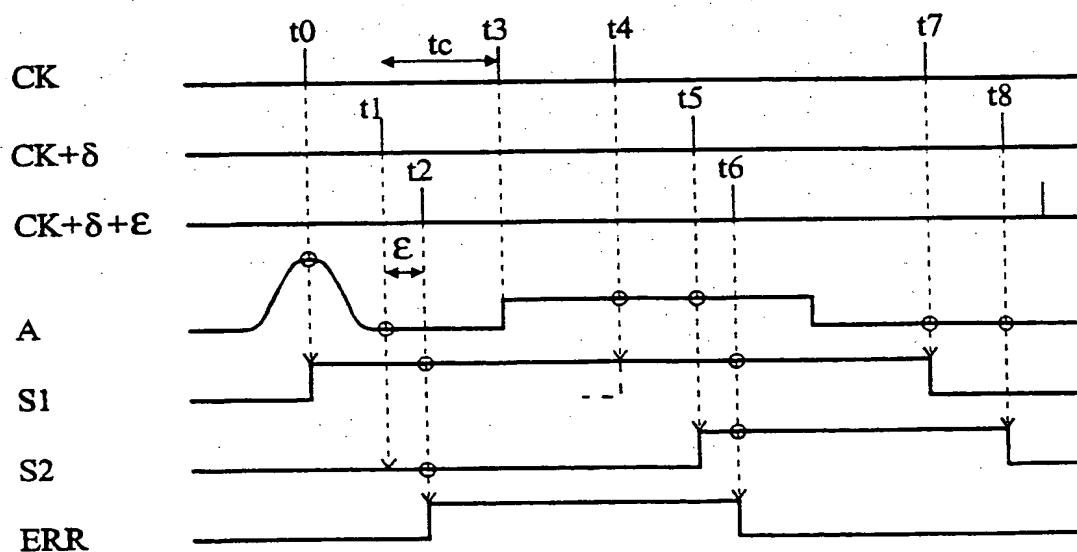 t0 tc t3 t4 t7
CK
t1 t5 t8
CK+δ
t2 t6
CK+δ+ε
ε
A
S1
S2
ERR